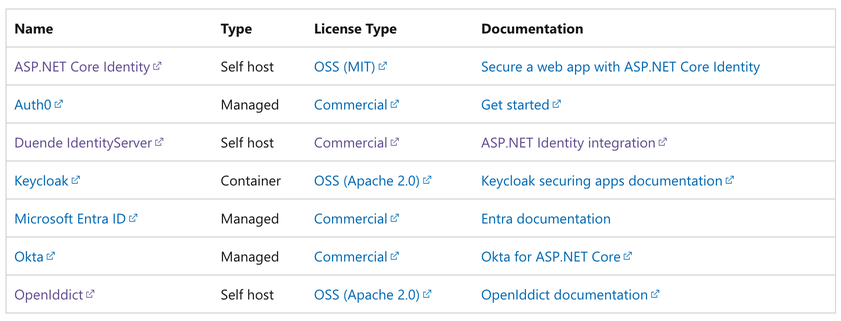 Name Type License Type Documentation
ASP.NET Core Identity Self host OSS (MIT) Secure a web app with ASP.NET Core Identity
Auth0 Managed Commercial Get started
Duende IdentityServer Self host Commercial ASP.NET Identity integration
Keycloak Container OSS (Apache 2.0) Keycloak securing apps documentation
Microsoft Entra ID Managed Commercial Entra documentation
Okta Managed Commercial Okta for ASP.NET Core
OpenIddict Self host OSS (Apache 2.0) OpenIddict documentation